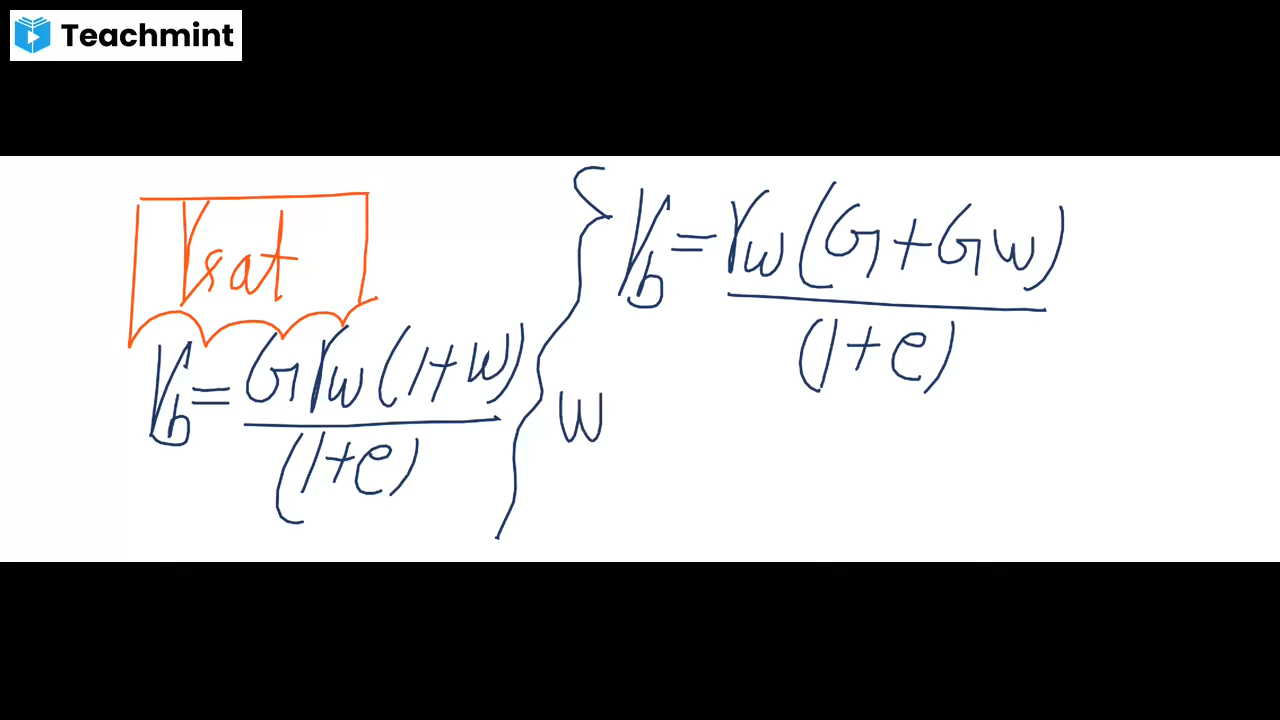 Teachmint
γsat
γb = Gγw(1+w)
(1+e)
γb = γw(G+Gw)
(1+e)
w